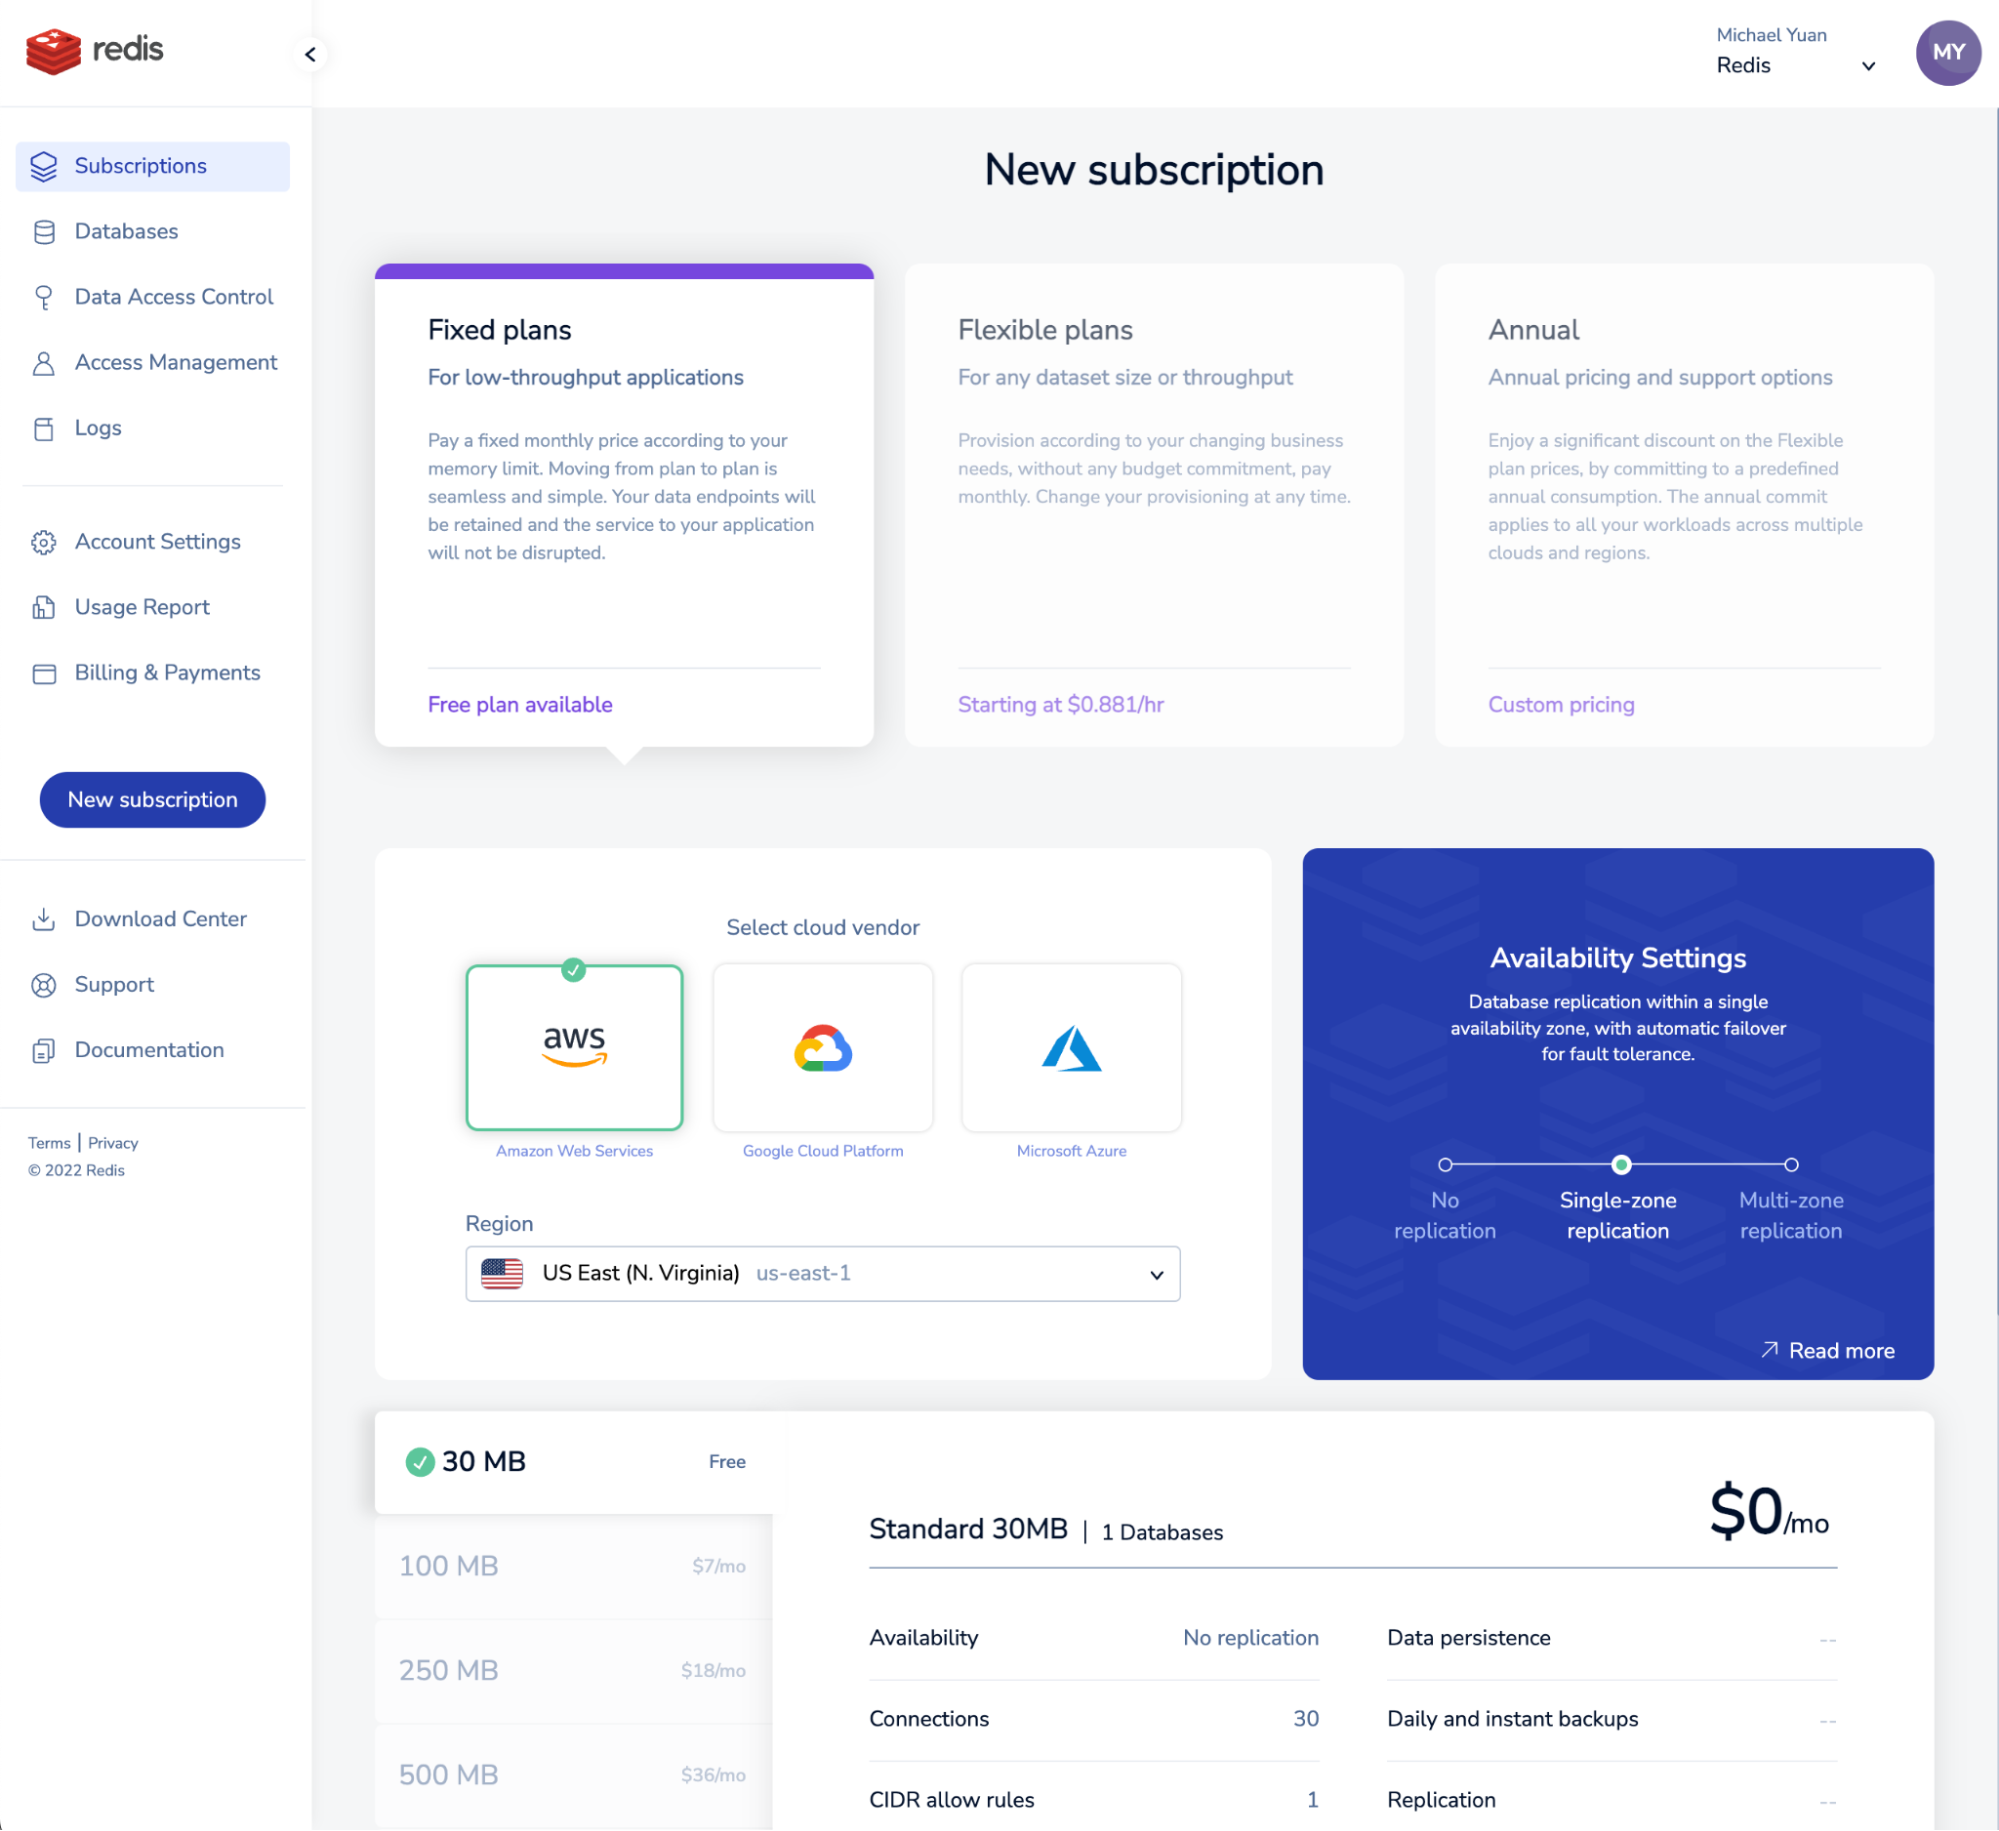 redis
Michael Yuan
Redis
MY
Subscriptions
Databases
Data Access Control
Access Management
Logs
Account Settings
Usage Report
Billing & Payments
New subscription
Download Center
Support
Documentation
Terms | Privacy
© 2022 Redis
New subscription
Fixed plans
For low-throughput applications
Pay a fixed monthly price according to your
memory limit. Moving from plan to plan is
seamless and simple. Your data endpoints will
be retained and the service to your application
will not be disrupted.
Free plan available
Flexible plans
For any dataset size or throughput
Provision according to your changing business
needs, without any budget commitment, pay
monthly. Change your provisioning at any time.
Starting at $0.881/hr
Annual
Annual pricing and support options
Enjoy a significant discount on the Flexible
plan prices, by committing to a predefined
annual consumption. The annual commit
applies to all your workloads across multiple
clouds and regions.
Custom pricing
Select cloud vendor
aws
Amazon Web Services
Google Cloud Platform
Microsoft Azure
Region
US East (N. Virginia) us-east-1
Availability Settings
Database replication within a single
availability zone, with automatic failover
for fault tolerance.
No
replication
Single-zone
replication
Multi-zone
replication
Read more
30 MB Free
100 MB $7/mo
250 MB $18/mo
500 MB $36/mo
Standard 30MB | 1 Databases
$0/mo
Availability No replication
Connections 30
CIDR allow rules 1
Data persistence --
Daily and instant backups --
Replication --